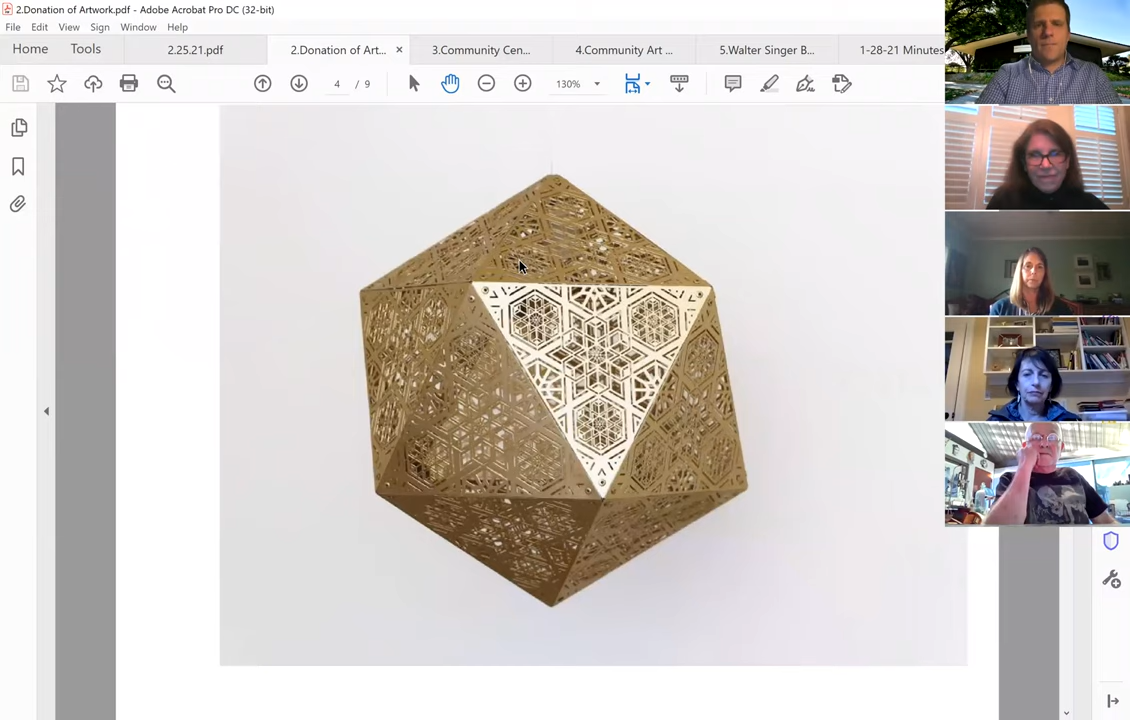 2.Donation of Artwork.pdf - Adobe Acrobat Pro DC (32-bit)
File Edit View Sign Window Help
Home Tools 2.25.21.pdf 2.Donation of Art... × 3.Community Cen... 4.Community Art ... 5.Walter Singer B... 1-28-21 Minutes
4 / 9 130%